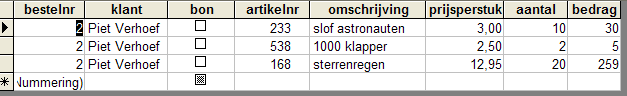 bestelnr klant bon artikelnr omschrijving prijsperstuk aantal bedrag
2 Piet Verhoef 233 slof astronauten 3,00 10 30
2 Piet Verhoef 538 1000 klapper 2,50 2 5
2 Piet Verhoef 168 sterrenregen 12,95 20 259
Nummering)